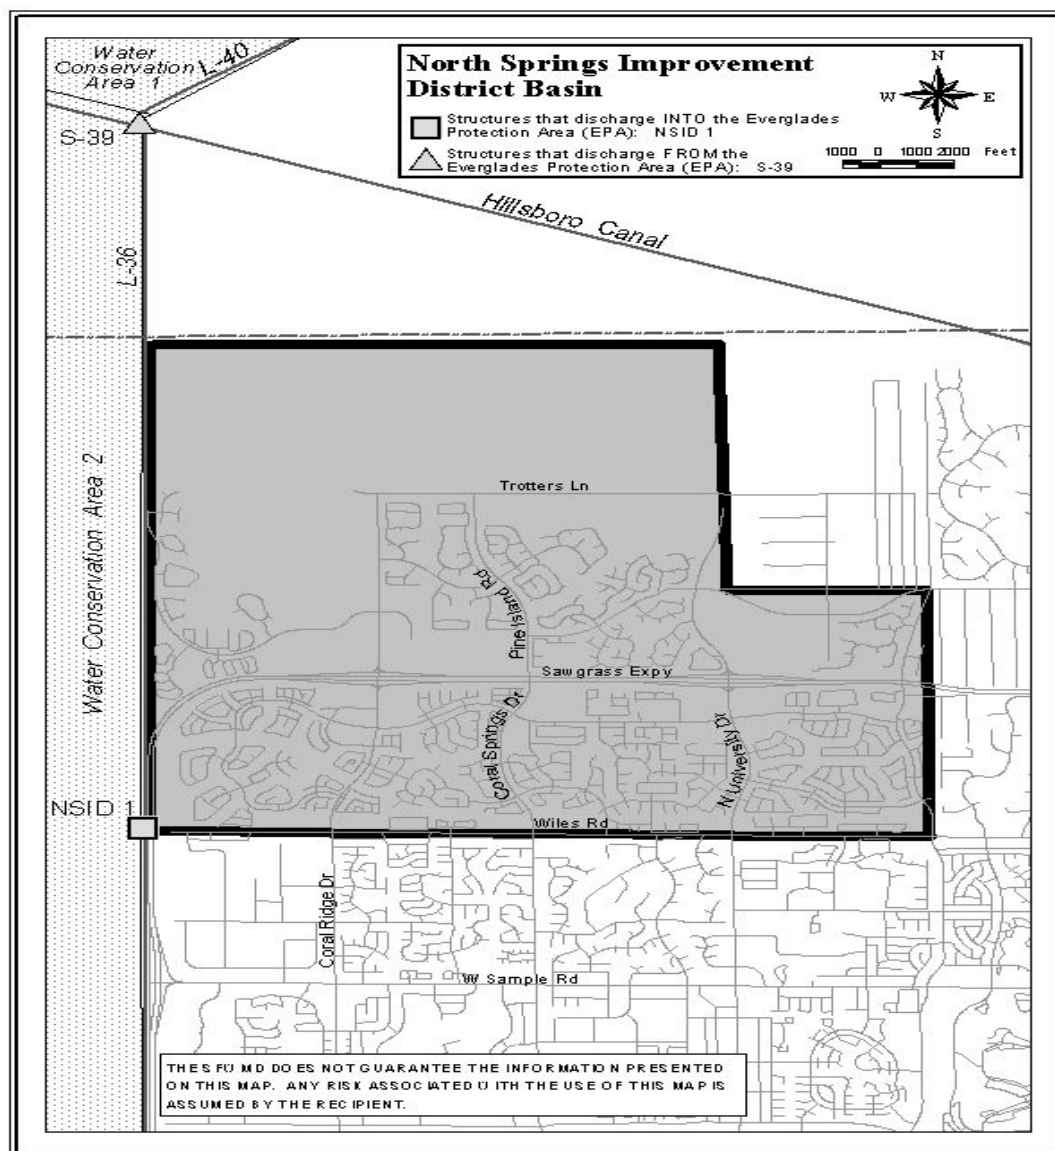 Water
Conservation
Area 1
L-40
North Springs Improvement
District Basin
Structures that discharge INTO the Everglades
Protection Area (EPA): NSID 1
Structures that discharge FROM the
Everglades Protection Area (EPA): S-39
N
W
E
S
1000 0 1000 2000 Feet
S-39
Hillsboro Canal
L-36
Water Conservation Area 2
Trotters Ln
Pine Island Rd
Sawgrass Expy
Coral Springs Dr
N University Dr
NSID 1
Wiles Rd
Coral Ridge Dr
W Sample Rd
THE SFWMD DOES NOT GUARANTEE THE INFORMATION PRESENTED
ON THIS MAP. ANY RISK ASSOCIATED WITH THE USE OF THIS MAP IS
ASSUMED BY THE RECIPIENT.